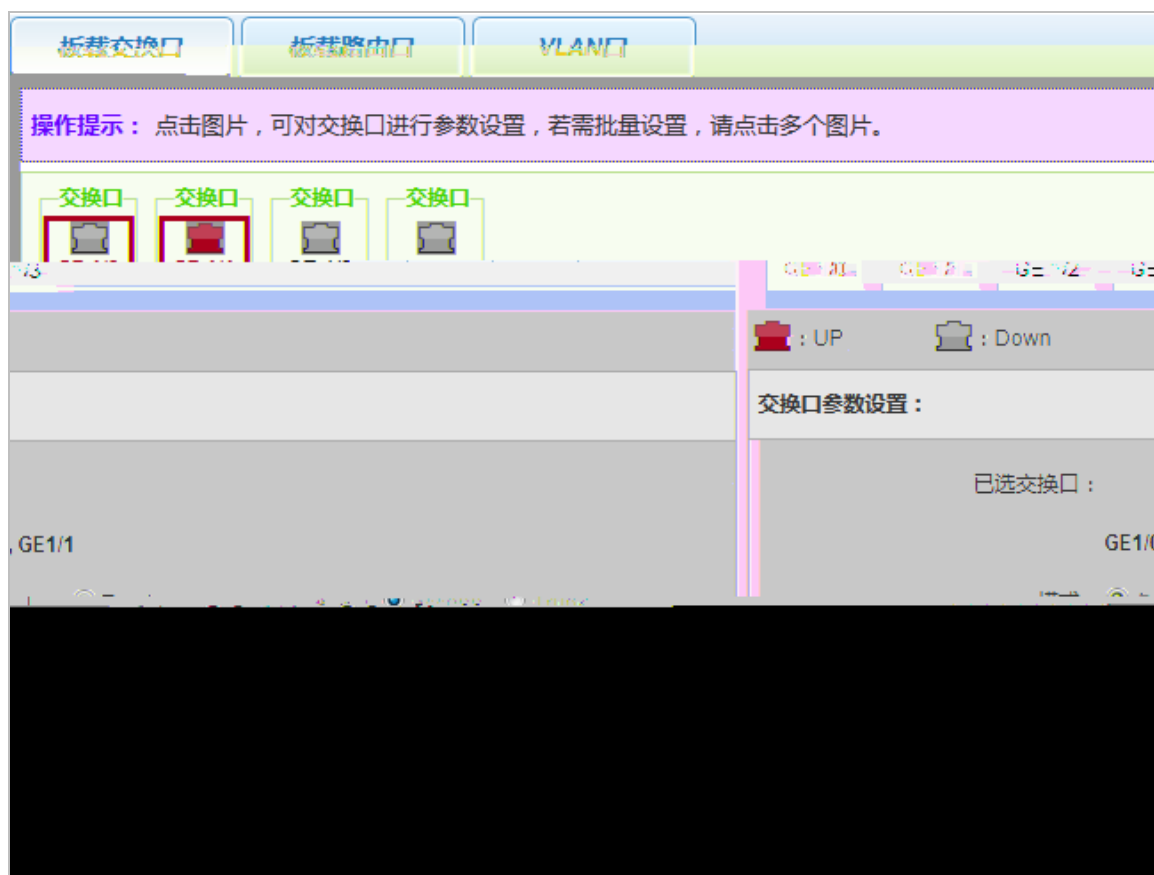 板载交换口 板载路由口 VLAN口
操作提示： 点击图片，可对交换口进行参数设置，若需批量设置，请点击多个图片。
交换口 交换口 交换口 交换口
：UP ：Down
交换口参数设置：
已选交换口：
, GE1/1 GE1/0